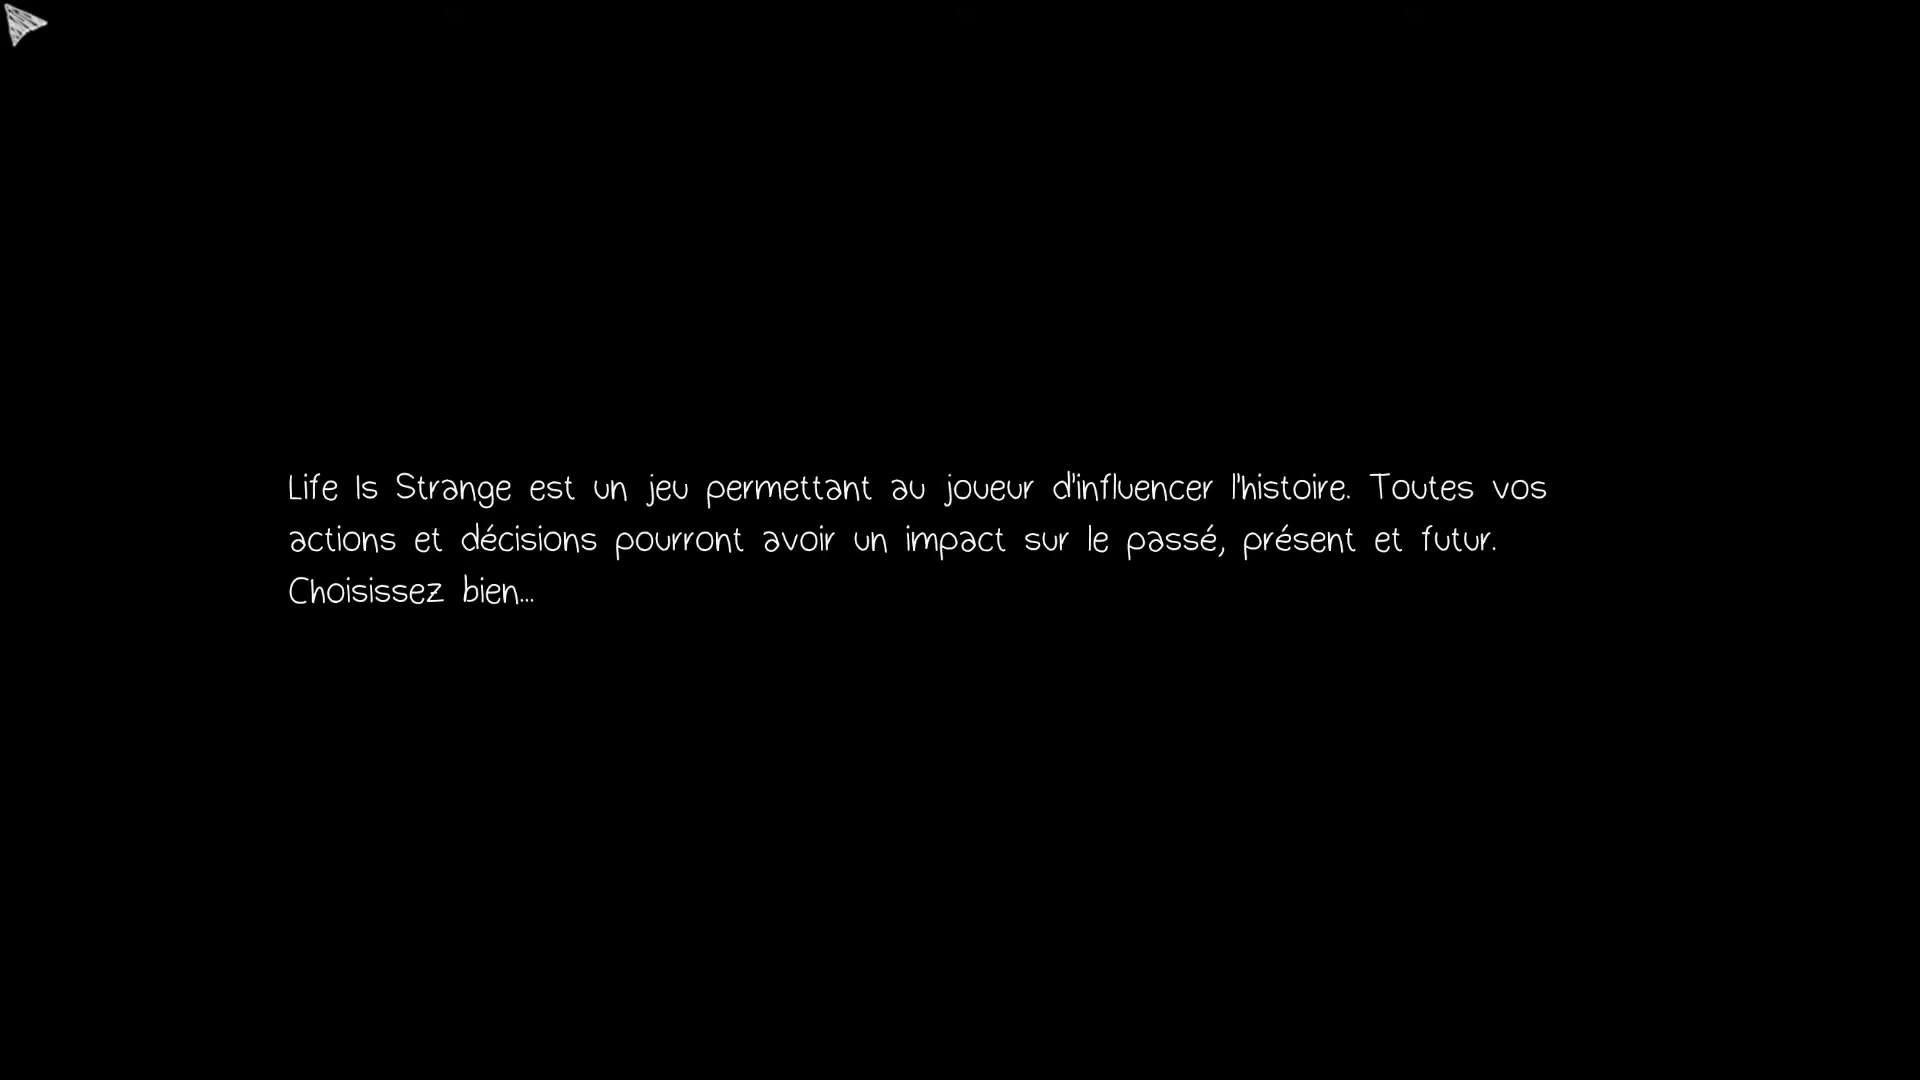 Life Is Strange est un jeu permettant au joueur d'influencer l'histoire. Toutes vos
actions et décisions pourront avoir un impact sur le passé, présent et futur.
Choisissez bien...